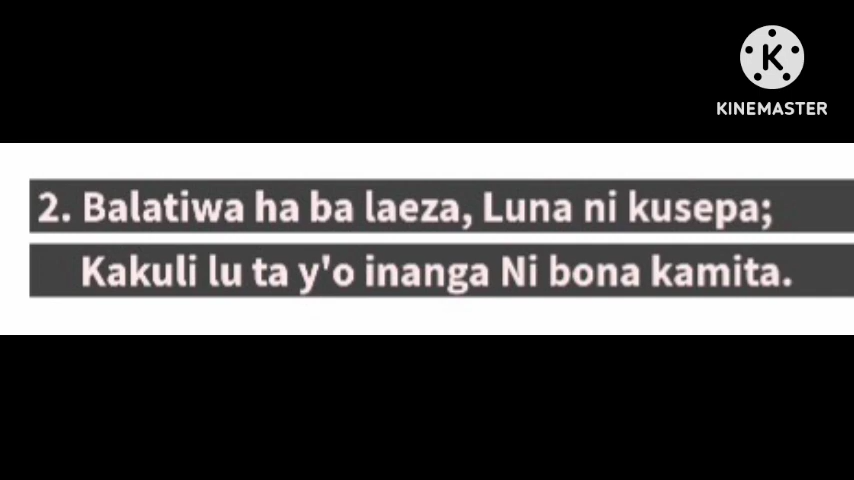 KINEMASTER
2. Balatiwa ha ba laeza, Luna ni kusepa;
Kakuli lu ta y'o inanga Ni bona kamita.